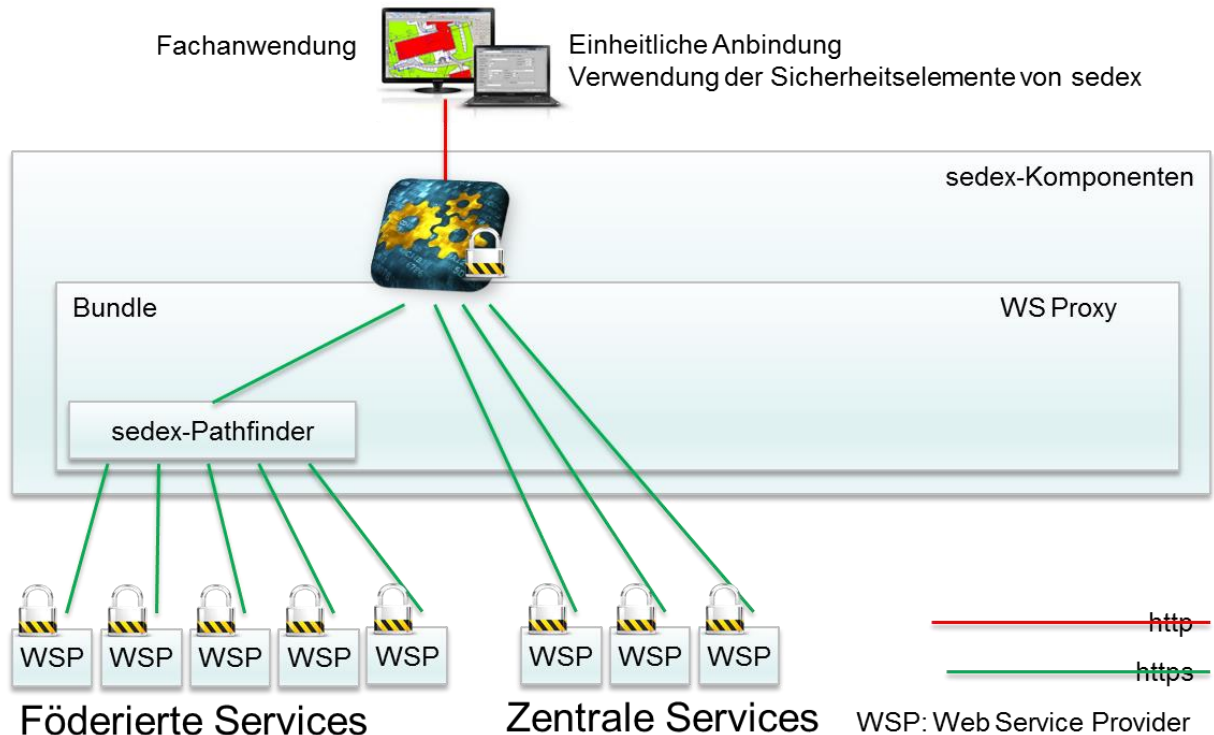 Fachanwendung
Einheitliche Anbindung
Verwendung der Sicherheitselemente von sedex
sedex-Komponenten
Bundle
WS Proxy
sedex-Pathfinder
WSP
WSP
WSP
WSP
WSP
WSP
WSP
WSP
http
https
Föderierte Services
Zentrale Services
WSP: Web Service Provider